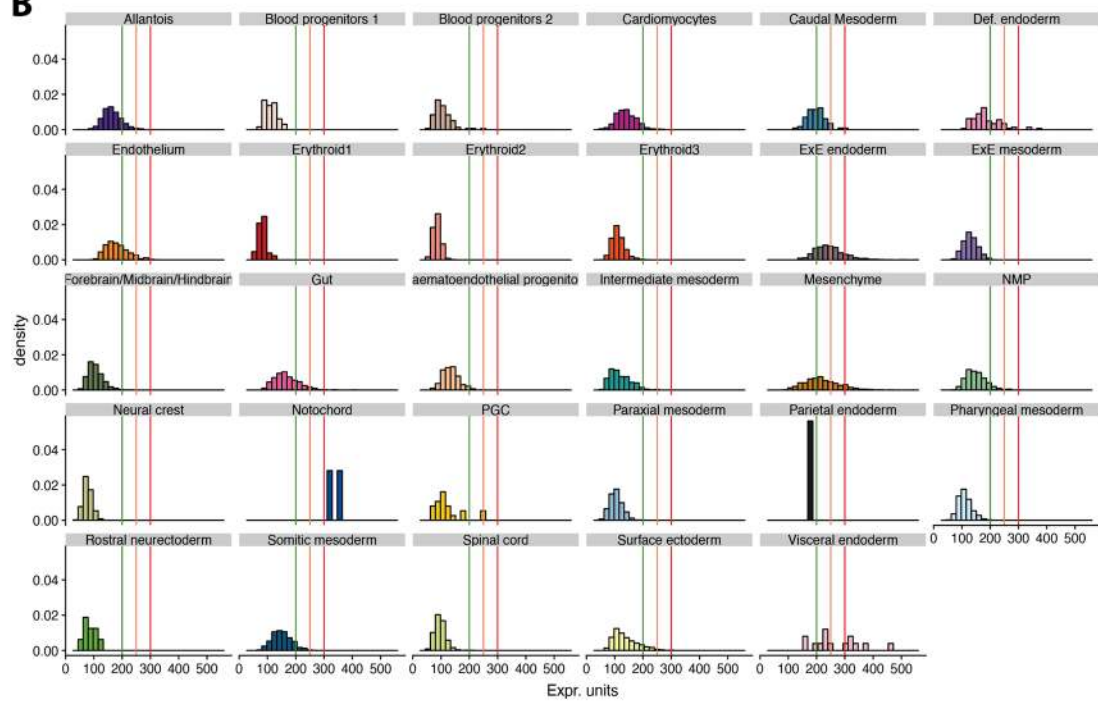 B
Allantois Blood progenitors 1 Blood progenitors 2 Cardiomyocytes Caudal Mesoderm Def. endoderm
0.04
0.02
0.00
Endothelium Erythroid1 Erythroid2 Erythroid3 ExE endoderm ExE mesoderm
0.04
0.02
0.00
Forebrain/Midbrain/Hindbrain Gut aematoendothelial progenito Intermediate mesoderm Mesenchyme NMP
0.04
0.02
0.00
density
Neural crest Notochord PGC Paraxial mesoderm Parietal endoderm Pharyngeal mesoderm
0.04
0.02
0.00
0 100 200 300 400 500
Rostral neurectoderm Somitic mesoderm Spinal cord Surface ectoderm Visceral endoderm
0.04
0.02
0.00
0 100 200 300 400 500 0 100 200 300 400 500 0 100 200 300 400 500 0 100 200 300 400 500 0 100 200 300 400 500
Expr. units